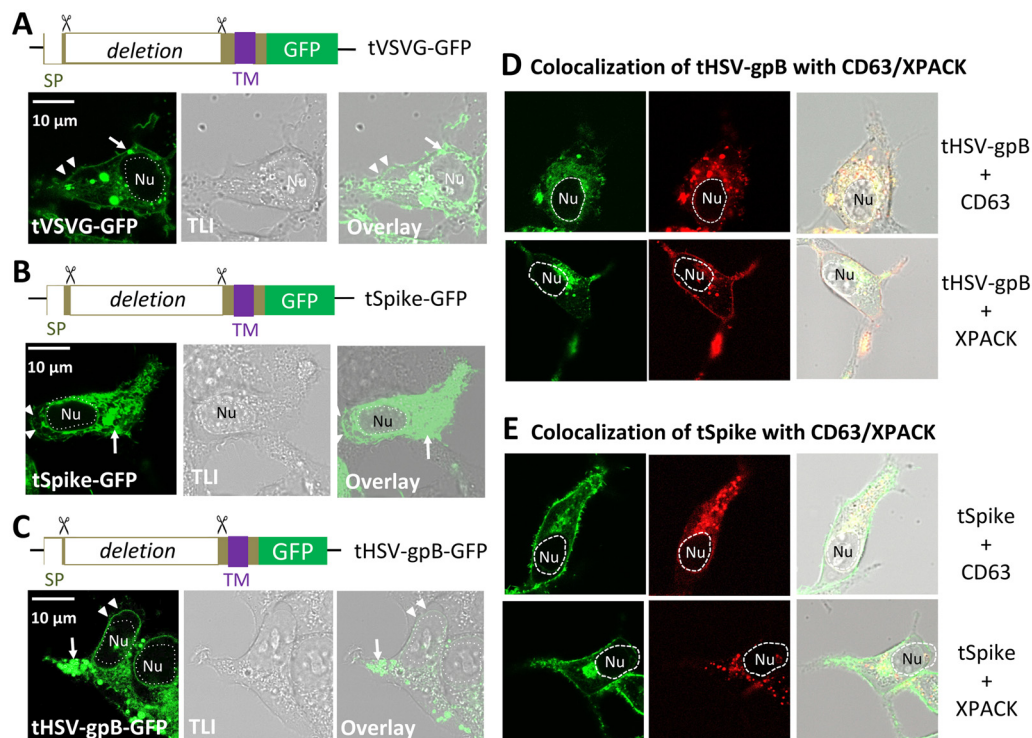 A
deletion
GFP
tVSVG-GFP
SP
TM
10 µm
Nu
tVSVG-GFP
TLI
Nu
Overlay
Nu
B
deletion
GFP
tSpike-GFP
SP
TM
10 µm
Nu
tSpike-GFP
TLI
Nu
Overlay
Nu
C
deletion
GFP
tHSV-gpB-GFP
SP
TM
10 µm
Nu
Nu
tHSV-gpB-GFP
TLI
Overlay
D Colocalization of tHSV-gpB with CD63/XPACK
Nu
Nu
Nu
tHSV-gpB
+
CD63
Nu
Nu
Nu
tHSV-gpB
+
XPACK
E Colocalization of tSpike with CD63/XPACK
Nu
Nu
Nu
tSpike
+
CD63
Nu
Nu
Nu
tSpike
+
XPACK